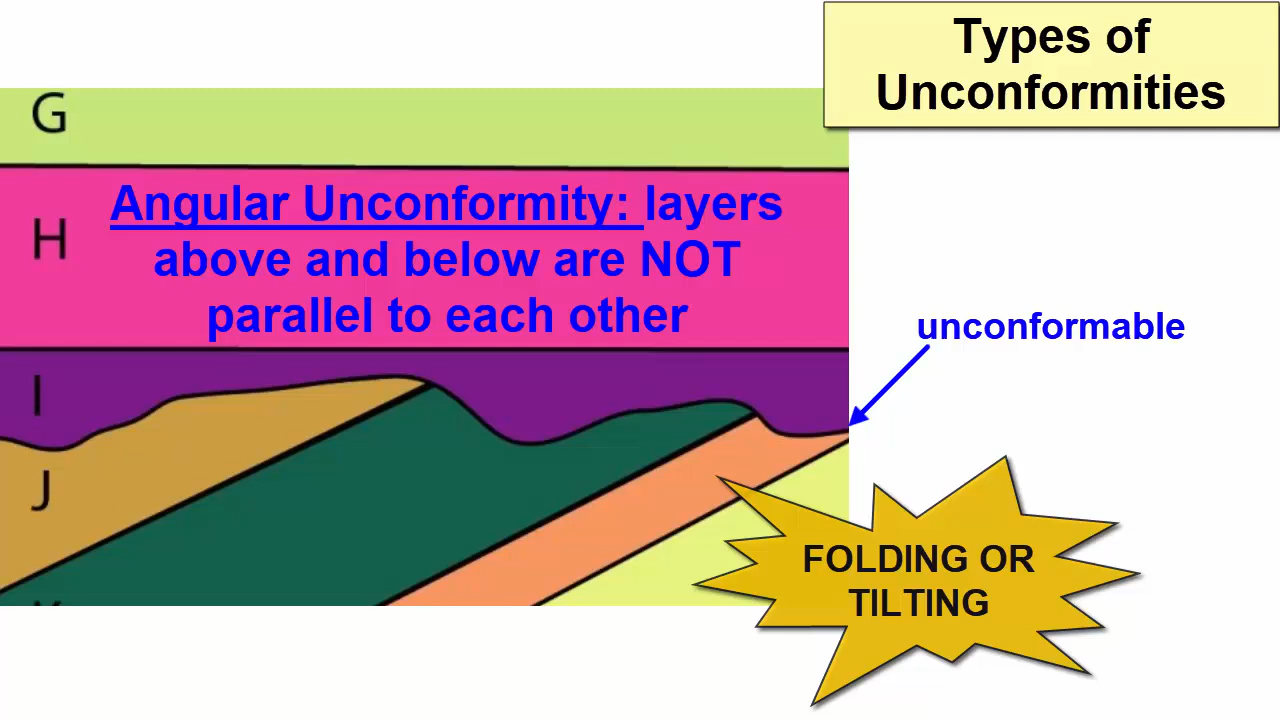 Types of
Unconformities
G
H
Angular Unconformity: layers
above and below are NOT
parallel to each other
unconformable
I
J
FOLDING OR
TILTING